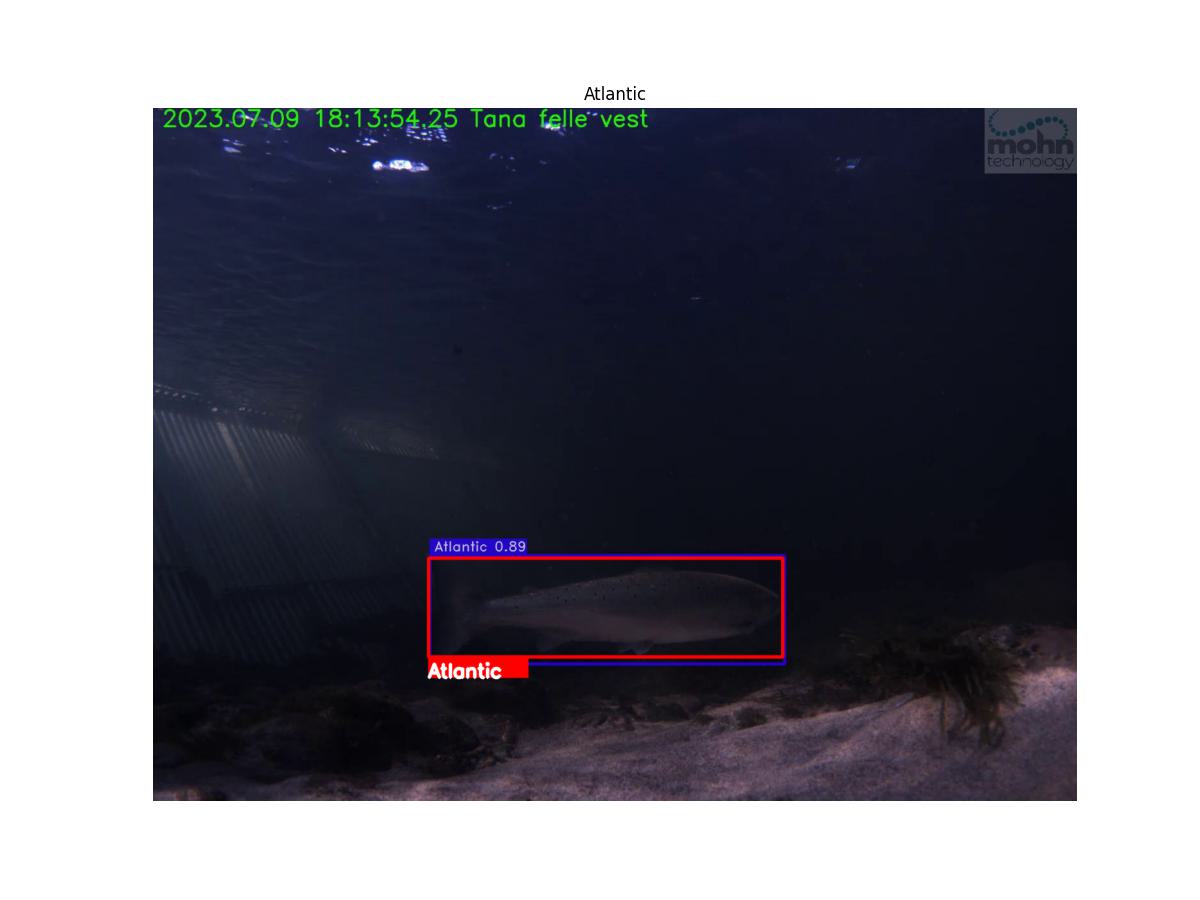 Atlantic
2023.07.09 18:13:54.25 Tana felle vest
mohn
technology
Atlantic 0.89
Atlantic